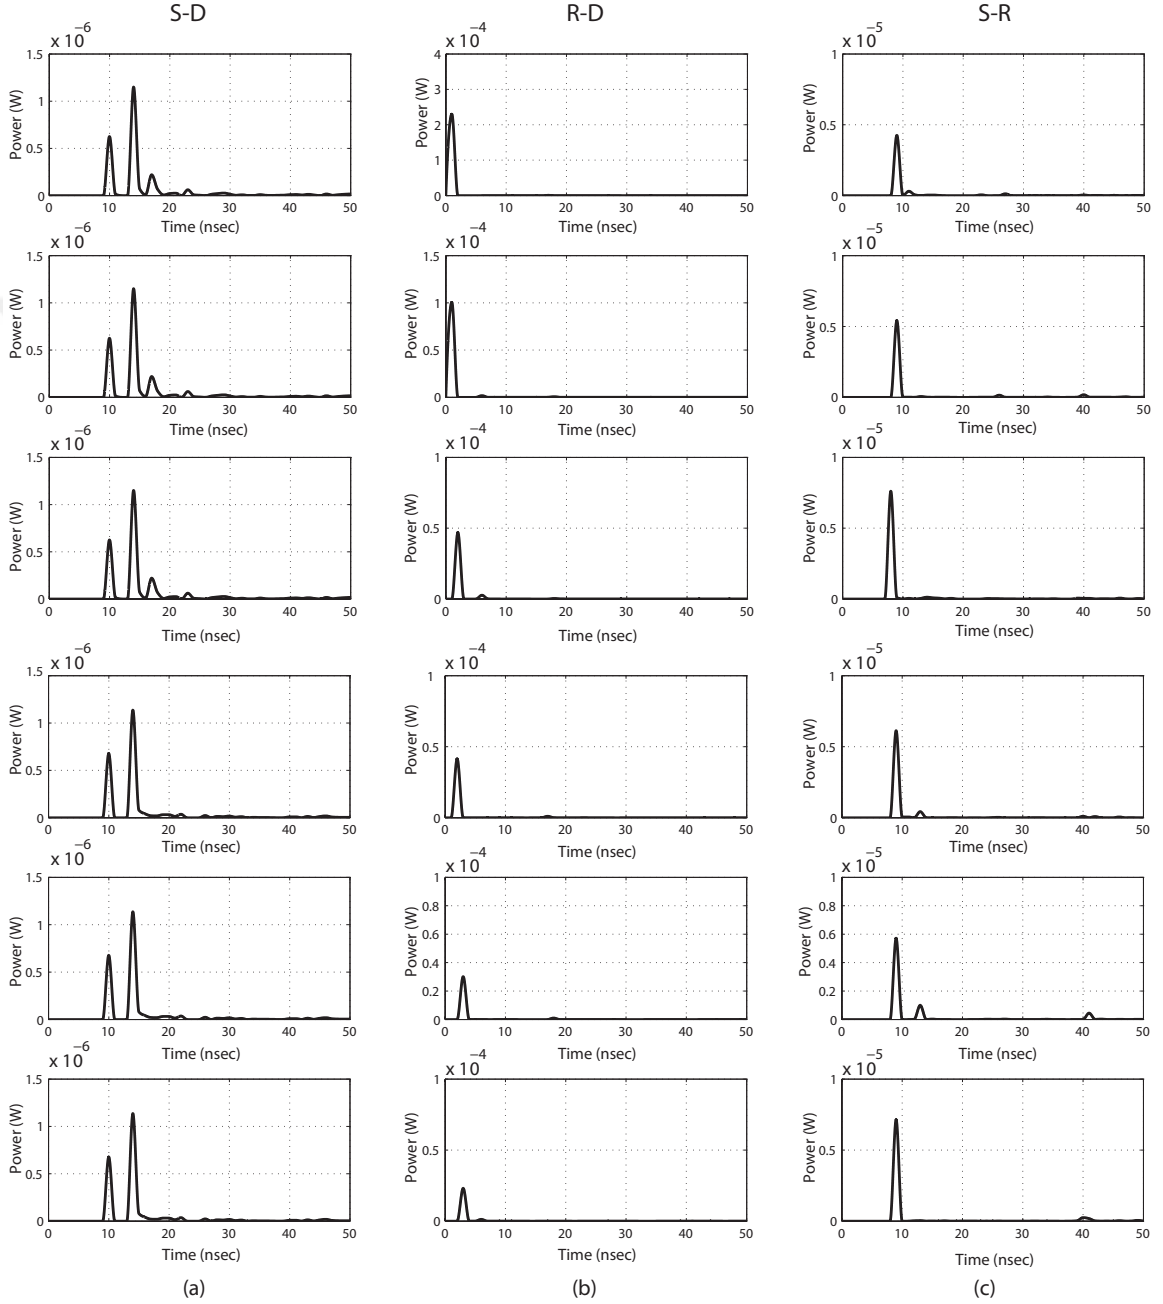 S-D R-D S-R
x 10⁻⁶ x 10⁻⁴ x 10⁻⁵
1.5 1 0.5 0 Power (W) 0 10 20 30 40 50 Time (nsec)
4 3 2 1 0 Power (W) 0 10 20 30 40 50 Time (nsec)
1 0.5 0 Power (W) 0 10 20 30 40 50 Time (nsec)
x 10⁻⁶ x 10⁻⁴ x 10⁻⁵
1.5 1 0.5 0 Power (W) 0 10 20 30 40 50 Time (nsec)
1.5 1 0.5 0 Power (W) 0 10 20 30 40 50 Time (nsec)
1 0.5 0 Power (W) 0 10 20 30 40 50 Time (nsec)
x 10⁻⁶ x 10⁻⁴ x 10⁻⁵
1.5 1 0.5 0 Power (W) 0 10 20 30 40 50 Time (nsec)
1 0.5 0 Power (W) 0 10 20 30 40 50 Time (nsec)
1 0.5 0 Power (W) 0 10 20 30 40 50 Time (nsec)
x 10⁻⁶ x 10⁻⁴ x 10⁻⁵
1.5 1 0.5 0 Power (W) 0 10 20 30 40 50 Time (nsec)
1 0.5 0 Power (W) 0 10 20 30 40 50 Time (nsec)
1 0.5 0 Power (W) 0 10 20 30 40 50 Time (nsec)
x 10⁻⁶ x 10⁻⁴ x 10⁻⁵
1.5 1 0.5 0 Power (W) 0 10 20 30 40 50 Time (nsec)
1 0.8 0.6 0.4 0.2 0 Power (W) 0 10 20 30 40 50 Time (nsec)
1 0.8 0.6 0.4 0.2 0 Power (W) 0 10 20 30 40 50 Time (nsec)
x 10⁻⁶ x 10⁻⁴ x 10⁻⁵
1.5 1 0.5 0 Power (W) 0 10 20 30 40 50 Time (nsec)
1 0.5 0 Power (W) 0 10 20 30 40 50 Time (nsec)
1 0.5 0 Power (W) 0 10 20 30 40 50 Time (nsec)
(a) (b) (c)